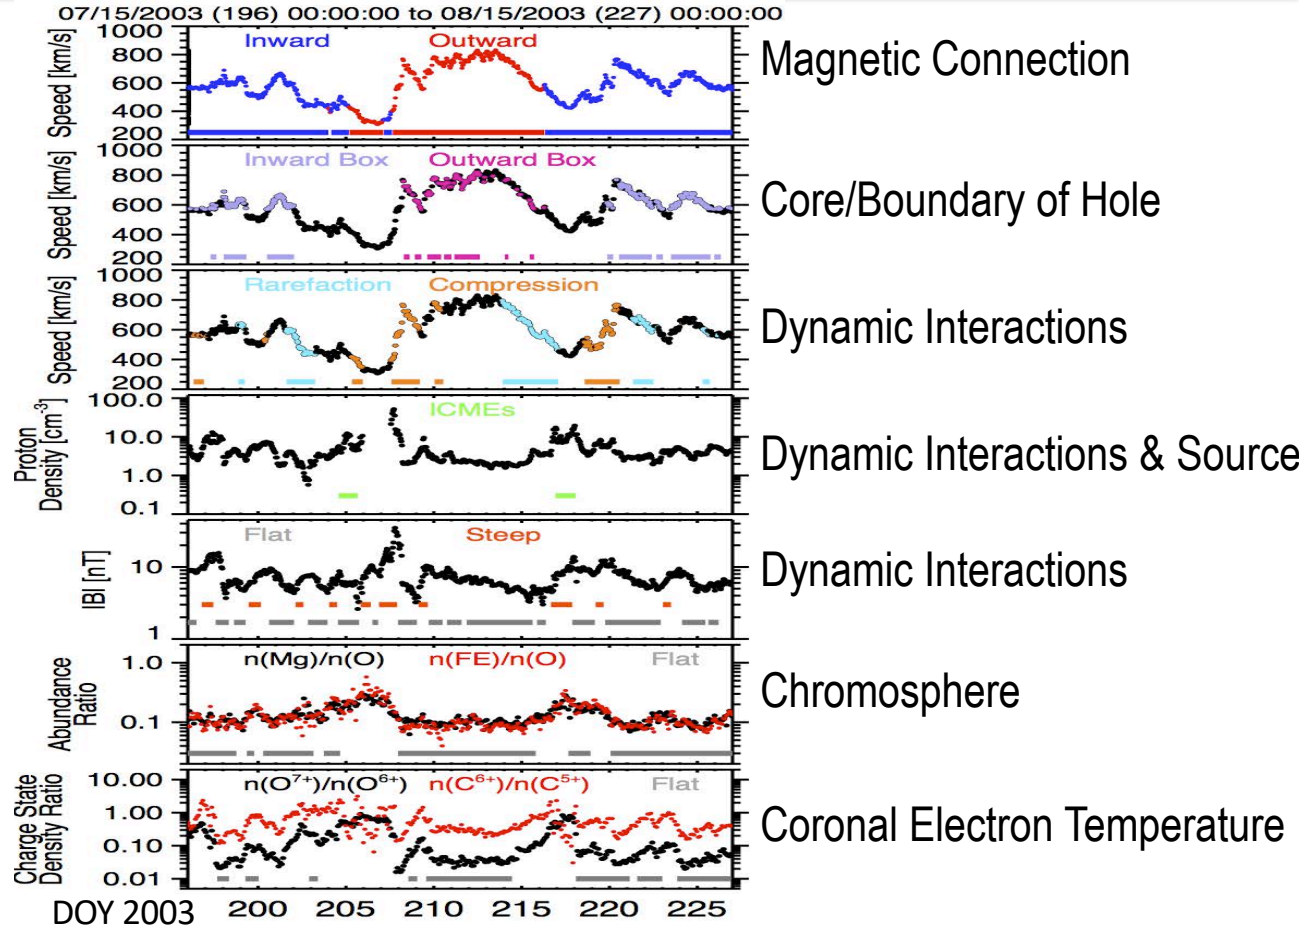 07/15/2003 (196) 00:00:00 to 08/15/2003 (227) 00:00:00
Speed [km/s]
1000
800
600
400
200
Inward Outward
Magnetic Connection
Speed [km/s]
1000
800
600
400
200
Inward Box Outward Box
Core/Boundary of Hole
Speed [km/s]
1000
800
600
400
200
Rarefaction Compression
Dynamic Interactions
Proton
Density [cm⁻³]
100.0
10.0
1.0
0.1
ICMEs
Dynamic Interactions & Source
IBI [nT]
10
1
Flat Steep
Dynamic Interactions
Abundance
Ratio
1.0
0.1
n(Mg)/n(O) n(FE)/n(O) Flat
Chromosphere
Charge State
Density Ratio
10.00
1.00
0.10
0.01
n(O⁷⁺)/n(O⁶⁺) n(C⁶⁺)/n(C⁵⁺) Flat
Coronal Electron Temperature
DOY 2003 200 205 210 215 220 225